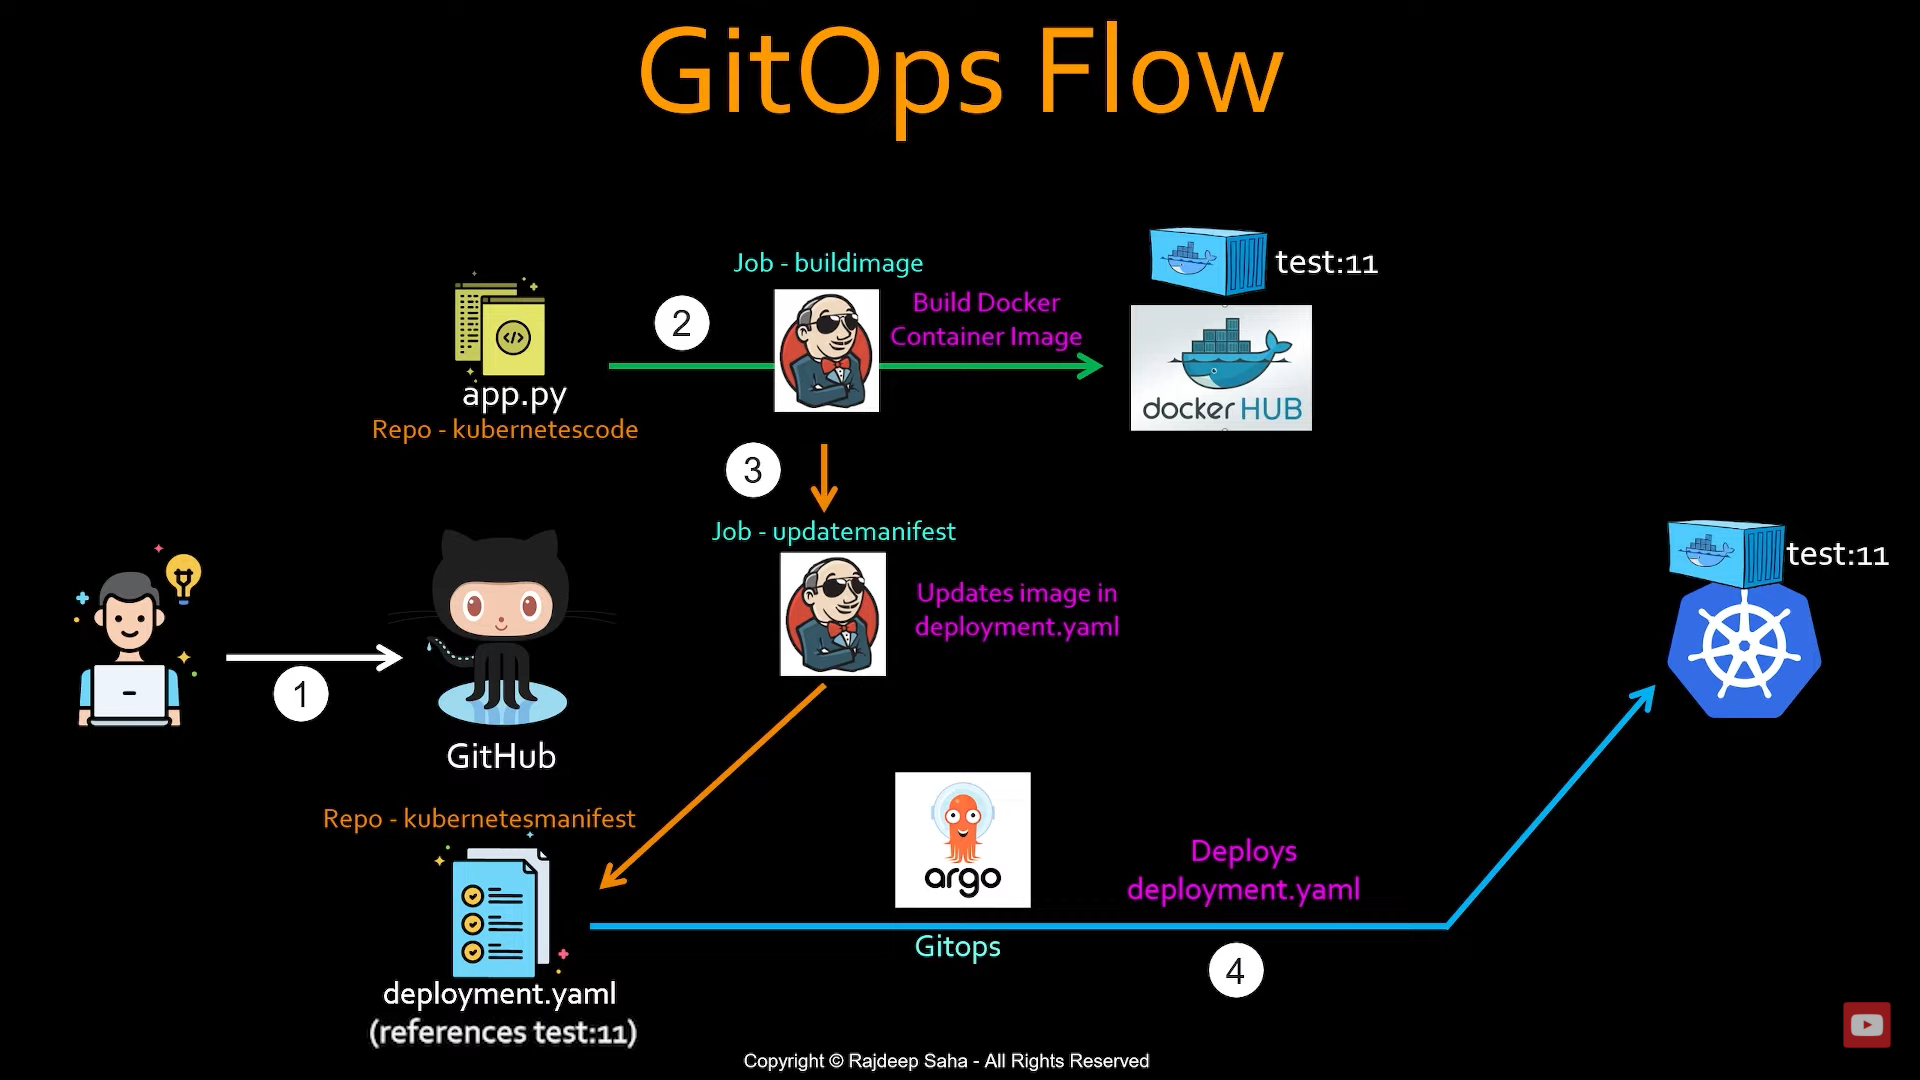 GitOps Flow
Job - buildimage
test:11
2
Build Docker
Container Image
</>
app.py
Repo - kubernetescode
docker HUB
3
Job - updatemanifest
test:11
Updates image in
deployment.yaml
1
GitHub
Repo - kubernetesmanifest
argo
Deploys
deployment.yaml
Gitops
4
deployment.yaml
(references test:11)
Copyright © Rajdeep Saha - All Rights Reserved